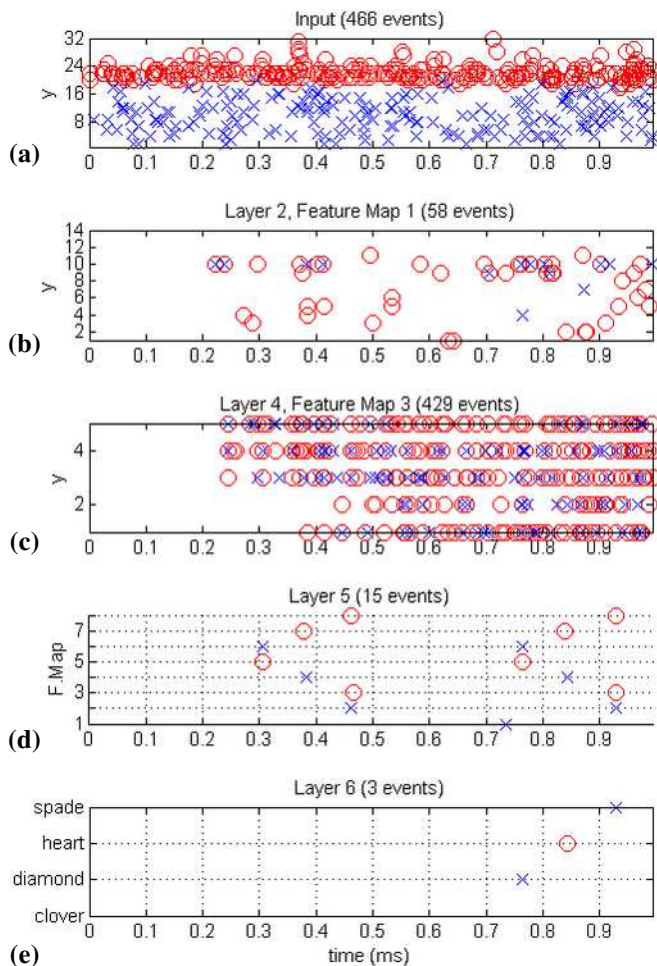 Input (466 events)
32
24
16
8
y
(a)
0 0.1 0.2 0.3 0.4 0.5 0.6 0.7 0.8 0.9
Layer 2, Feature Map 1 (58 events)
14
12
10
8
6
4
2
y
(b)
0 0.1 0.2 0.3 0.4 0.5 0.6 0.7 0.8 0.9
Layer 4, Feature Map 3 (429 events)
4
2
y
(c)
0 0.1 0.2 0.3 0.4 0.5 0.6 0.7 0.8 0.9
Layer 5 (15 events)
7
5
3
1
F.Map
(d)
0 0.1 0.2 0.3 0.4 0.5 0.6 0.7 0.8 0.9
Layer 6 (3 events)
spade
heart
diamond
clover
(e)
0 0.1 0.2 0.3 0.4 0.5 0.6 0.7 0.8 0.9
time (ms)